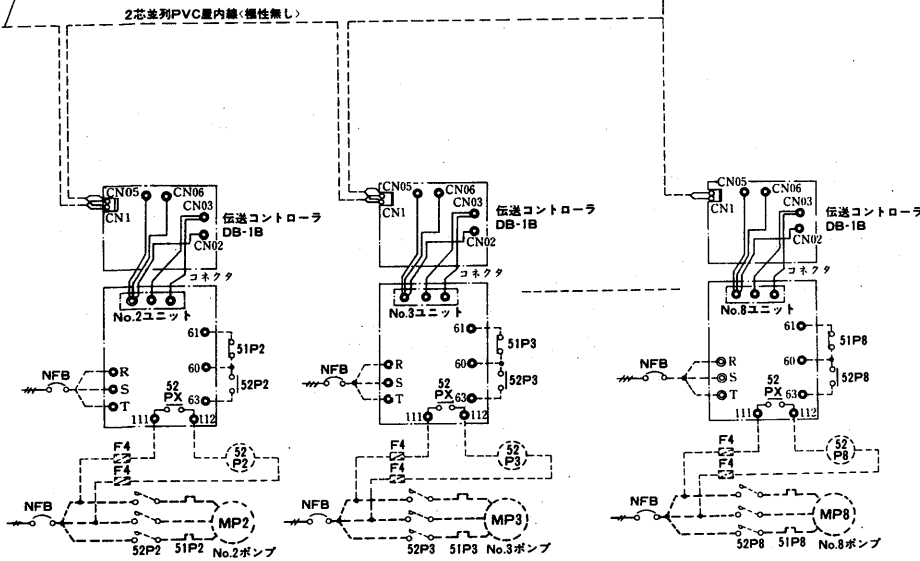 2芯並列PVC屋内線〈極性無し〉
CN05
CN06
CN03
CN1
CN02
伝送コントローラ
DB-1B
コネクタ
No.2ユニット
61
51P2
60
52P2
63
NFB
R
S
T
52
PX
111
112
F4
F4
52
P2
NFB
52P2
51P2
MP2
No.2ポンプ
CN05
CN06
CN03
CN1
CN02
伝送コントローラ
DB-1B
コネクタ
No.3ユニット
61
51P3
60
52P3
63
NFB
R
S
T
52
PX
111
112
F4
F4
52
P3
NFB
52P3
51P3
MP3
No.3ポンプ
CN05
CN06
CN03
CN1
CN02
伝送コントローラ
DB-1B
コネクタ
No.8ユニット
61
51P8
60
52P8
63
NFB
R
S
T
52
PX
111
112
F4
F4
52
P8
NFB
52P8
51P8
MP8
No.8ポンプ